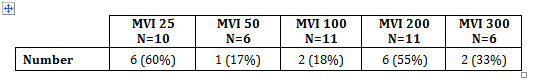 MVI 25 MVI 50 MVI 100 MVI 200 MVI 300
N=10 N=6 N=11 N=11 N=6
Number 6 (60%) 1 (17%) 2 (18%) 6 (55%) 2 (33%)